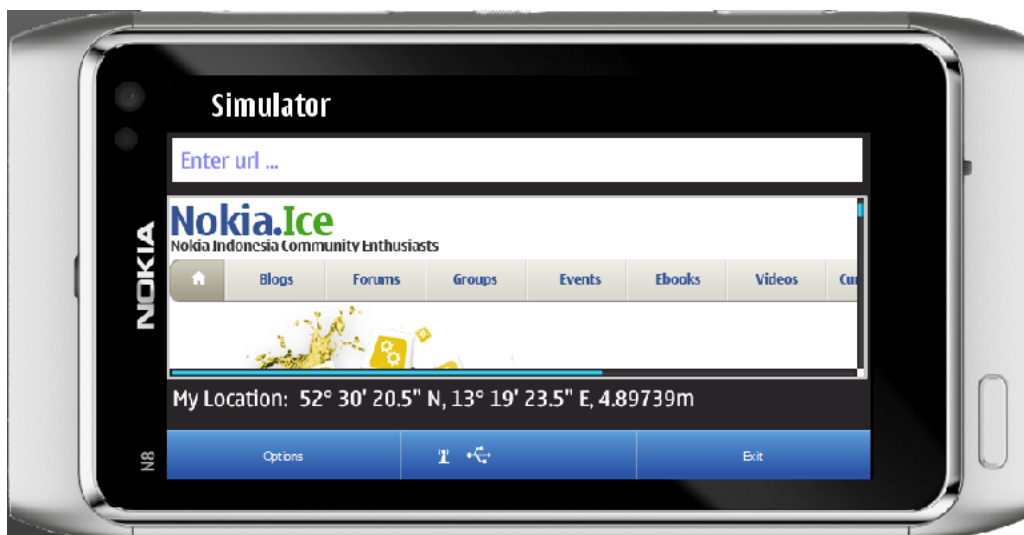 Simulator
Enter url ...
Nokia.Ice
Nokia Indonesia Community Enthusiasts
Blogs Forums Groups Events Ebooks Videos Cur
My Location: 52° 30' 20.5" N, 13° 19' 23.5" E, 4.89739m
Options Exit
NOKIA
N8